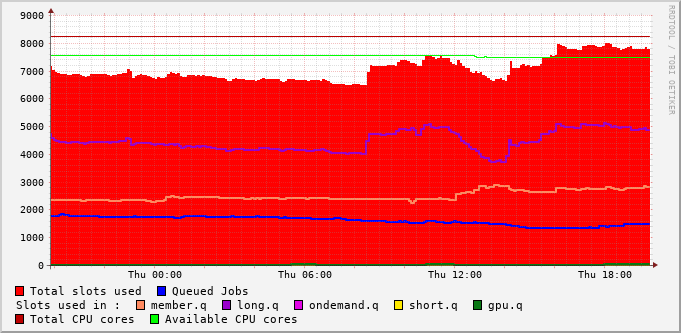 9000
8000
7000
6000
5000
4000
3000
2000
1000
0
Thu 00:00 Thu 06:00 Thu 12:00 Thu 18:00
Total slots used Queued Jobs
Slots used in : member.q long.q ondemand.q short.q gpu.q
Total CPU cores Available CPU cores
RRDTOOL / TOBI OETIKER